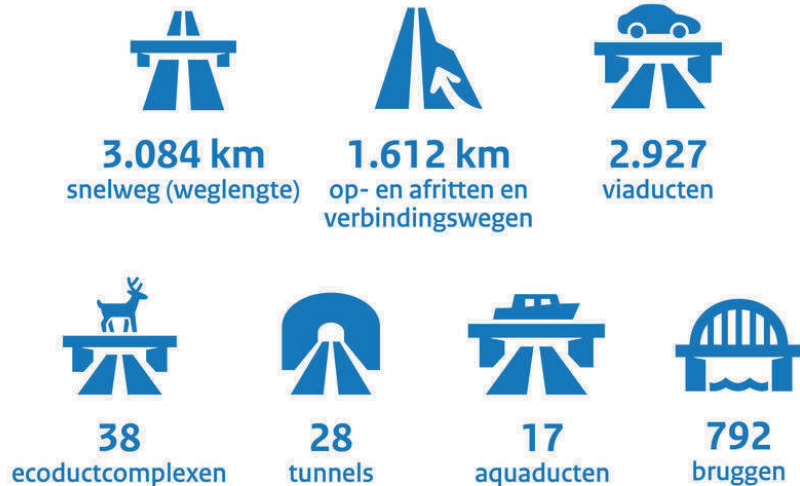 3.084 km
snelweg (weglengte)
1.612 km
op- en afritten en
verbindingswegen
2.927
viaducten
38
ecoductcomplexen
28
tunnels
17
aquaducten
792
bruggen